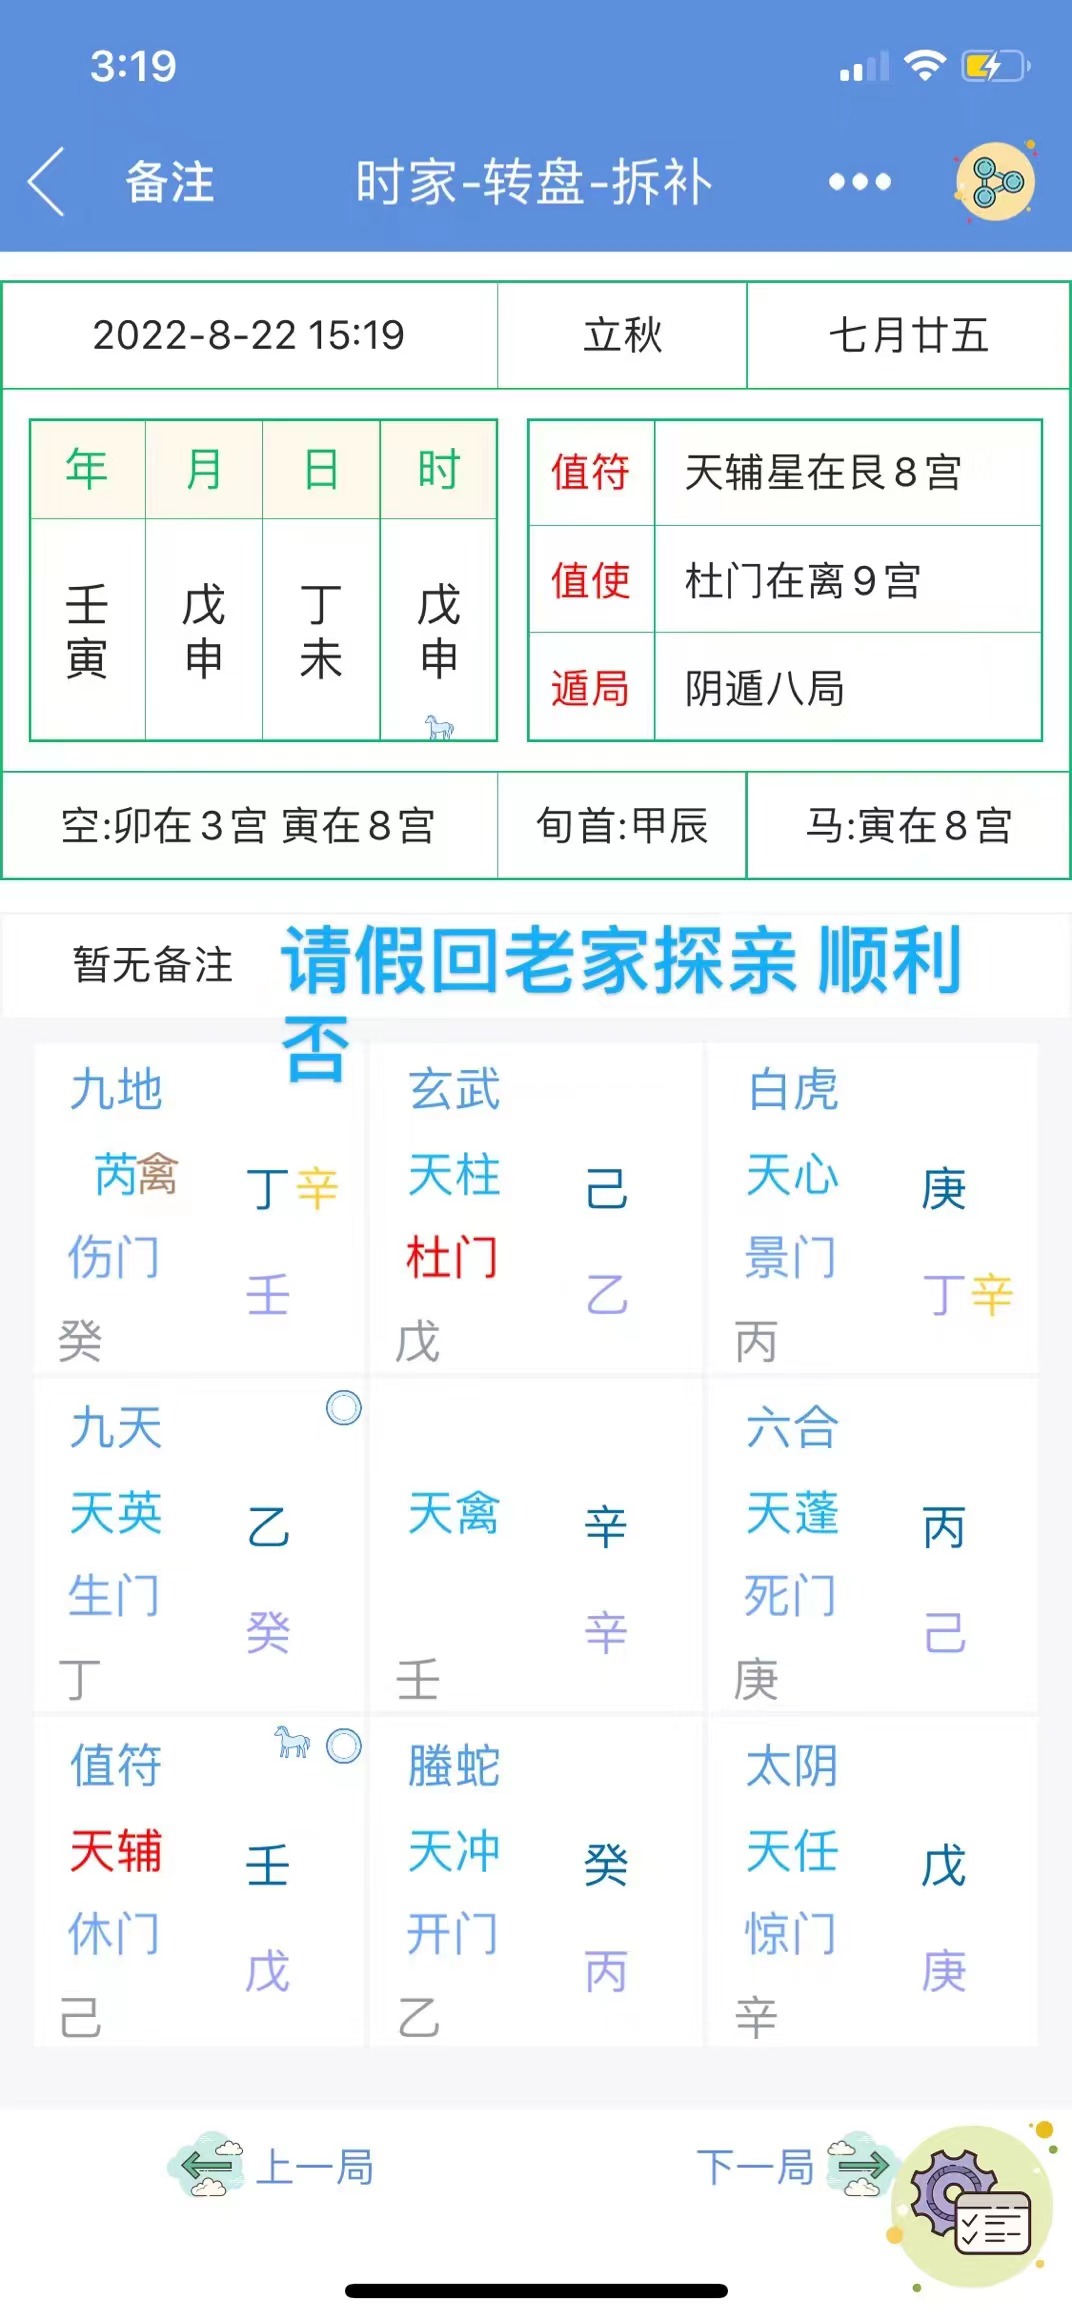 3:19
备注 时家-转盘-拆补
2022-8-22 15:19 立秋 七月廿五
年 月 日 时
壬寅 戊申 丁未 戊申
值符 天辅星在艮8宫
值使 杜门在离9宫
遁局 阴遁八局
空:卯在3宫 寅在8宫 旬首:甲辰 马:寅在8宫
暂无备注 请假回老家探亲 顺利
否
九地 玄武 白虎
芮禽 丁辛 天柱 己 天心 庚
伤门 壬 杜门 乙 景门 丁辛
癸 戊 丙
九天 六合
天英 乙 天禽 辛 天蓬 丙
生门 癸 辛 死门 己
丁 壬 庚
值符 螣蛇 太阴
天辅 壬 天冲 癸 天任 戊
休门 戊 开门 丙 惊门 庚
己 乙 辛
上一局 下一局